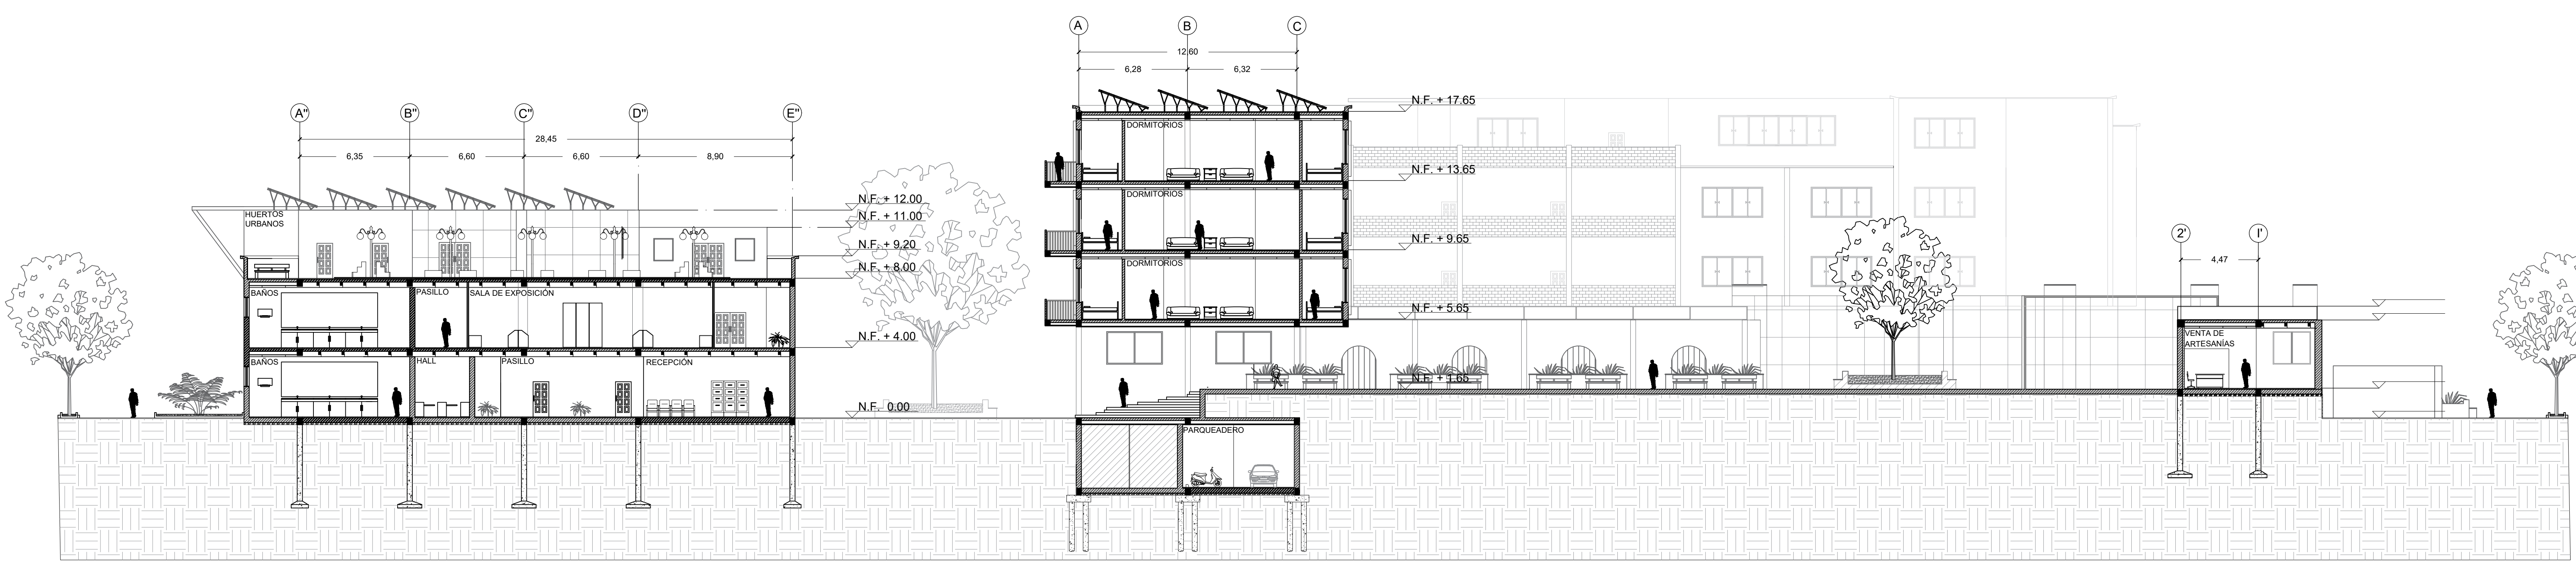 A" B" C" D" E"
28,45
6,35 6,60 6,60 8,90
HUERTOS
URBANOS
BAÑOS PASILLO SALA DE EXPOSICIÓN
BAÑOS HALL PASILLO RECEPCIÓN
N.F. + 12.00
N.F. + 11.00
N.F. + 9.20
N.F. + 8.00
N.F. + 4.00
N.F. 0.00
A B C
12,60
6,28 6,32
DORMITORIOS
DORMITORIOS
DORMITORIOS
PARQUEADERO
N.F. + 17.65
N.F. + 13.65
N.F. + 9.65
N.F. + 5.65
N.F. + 1.65
2' I'
4,47
VENTA DE
ARTESANÍAS